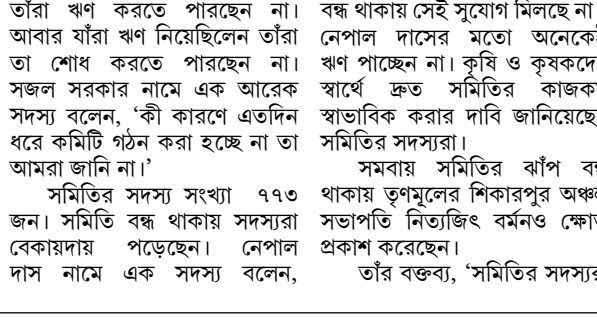 তাঁরা ঋণ করতে পারছেন না।
আবার যাঁরা ঋণ নিয়েছিলেন তাঁরা
তা শোধ করতে পারছেন না।
সজল সরকার নামে এক আরেক
সদস্য বলেন, ‘কী কারণে এতদিন
ধরে কমিটি গঠন করা হচ্ছে না তা
আমরা জানি না।’
সমিতির সদস্য সংখ্যা ৭৭৩
জন। সমিতি বন্ধ থাকায় সদস্যরা
বেকায়দায় পড়েছেন। নেপাল
দাস নামে এক সদস্য বলেন,
বন্ধ থাকায় সেই সুযোগ মিলছে না
নেপাল দাসের মতো অনেকেই
ঋণ পাচ্ছেন না। কৃষি ও কৃষকদে
স্বার্থে দ্রুত সমিতির কাজক
স্বাভাবিক করার দাবি জানিয়েছে
সমিতির সদস্যরা।
সমবায় সমিতির ঝাঁপ বন্ধ
থাকায় তৃণমূলের শিকারপুর অঞ্চল
সভাপতি নিত্যজিৎ বর্মনও ক্ষোভ
প্রকাশ করেছেন।
তাঁর বক্তব্য, ‘সমিতির সদস্যর